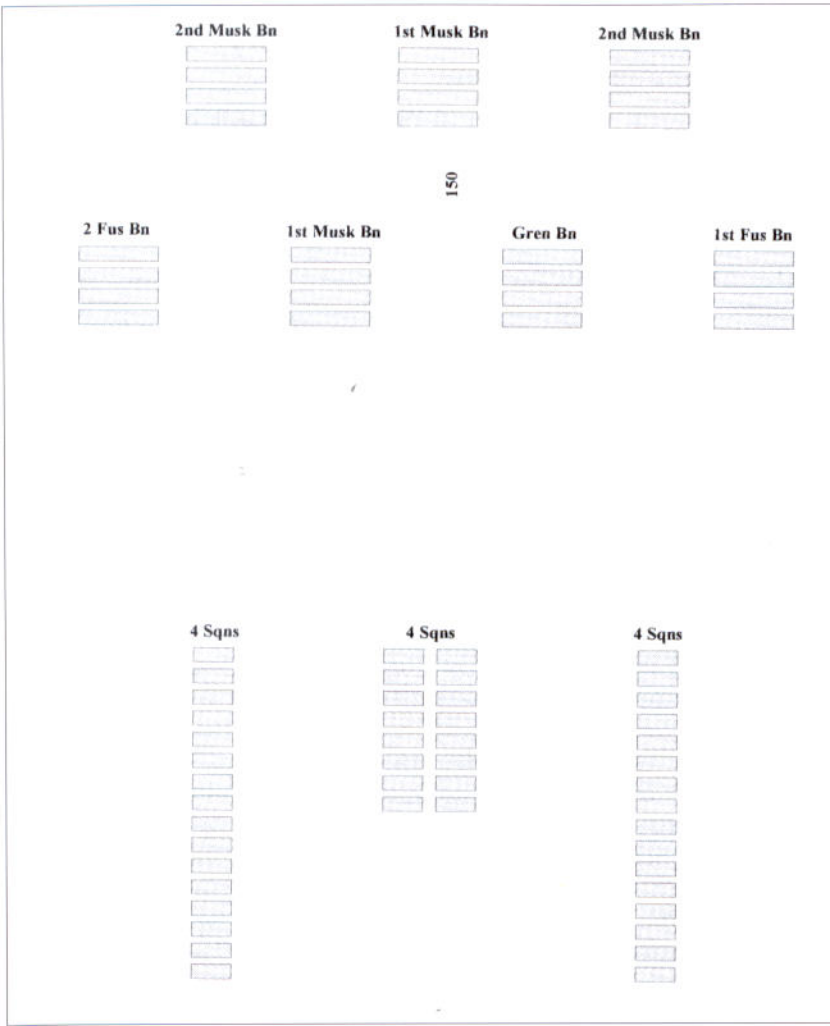 2nd Musk Bn 1st Musk Bn 2nd Musk Bn
150
2 Fus Bn 1st Musk Bn Gren Bn 1st Fus Bn
4 Sqns 4 Sqns 4 Sqns